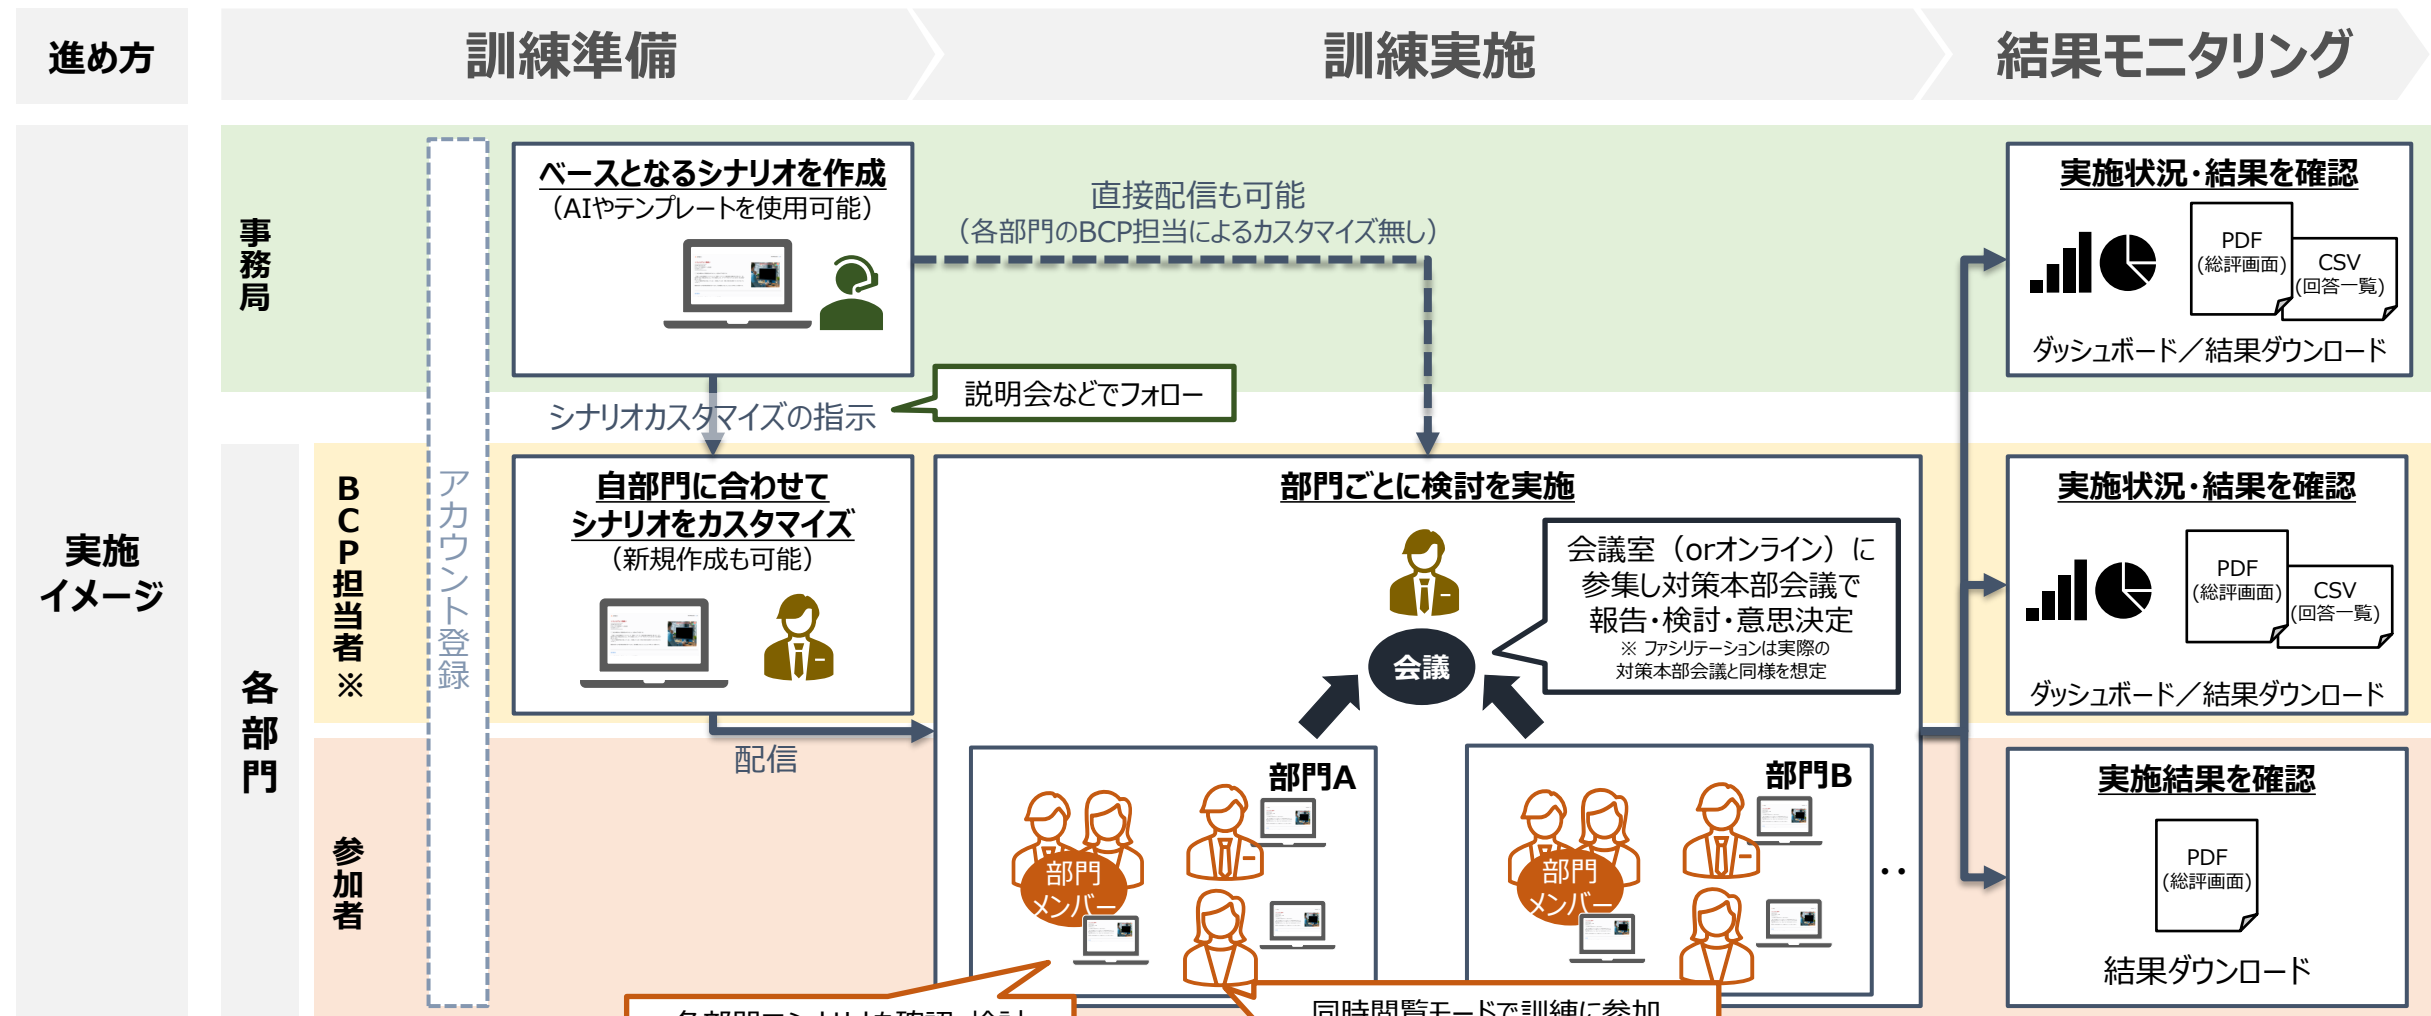 進め方
訓練準備
訓練実施
結果モニタリング
実施
イメージ
事務局
各部門
BCP担当者※
参加者
アカウント登録
ベースとなるシナリオを作成
（AIやテンプレートを使用可能）
直接配信も可能
（各部門のBCP担当によるカスタマイズ無し）
シナリオカスタマイズの指示
説明会などでフォロー
自部門に合わせて
シナリオをカスタマイズ
（新規作成も可能）
配信
部門ごとに検討を実施
会議
会議室（orオンライン）に
参集し対策本部会議で
報告・検討・意思決定
※ ファシリテーションは実際の
対策本部会議と同様を想定
部門A
部門
メンバー
部門B
部門
メンバー
‥
同時閲覧モードで訓練に参加
実施状況・結果を確認
PDF
(総評画面)
CSV
(回答一覧)
ダッシュボード／結果ダウンロード
実施状況・結果を確認
PDF
(総評画面)
CSV
(回答一覧)
ダッシュボード／結果ダウンロード
実施結果を確認
PDF
(総評画面)
結果ダウンロード